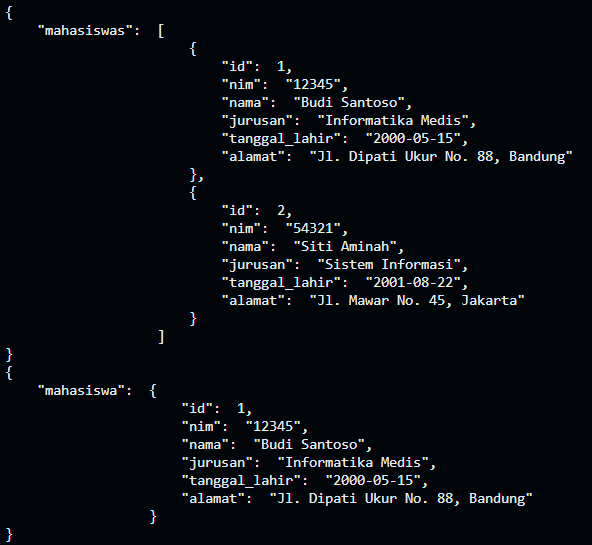 {
    "mahasiswas":  [
                       {
                           "id":  1,
                           "nim":  "12345",
                           "nama":  "Budi Santoso",
                           "jurusan":  "Informatika Medis",
                           "tanggal_lahir":  "2000-05-15",
                           "alamat":  "Jl. Dipati Ukur No. 88, Bandung"
                       },
                       {
                           "id":  2,
                           "nim":  "54321",
                           "nama":  "Siti Aminah",
                           "jurusan":  "Sistem Informasi",
                           "tanggal_lahir":  "2001-08-22",
                           "alamat":  "Jl. Mawar No. 45, Jakarta"
                       }
                   ]
}
{
    "mahasiswa":  {
                      "id":  1,
                      "nim":  "12345",
                      "nama":  "Budi Santoso",
                      "jurusan":  "Informatika Medis",
                      "tanggal_lahir":  "2000-05-15",
                      "alamat":  "Jl. Dipati Ukur No. 88, Bandung"
                  }
}